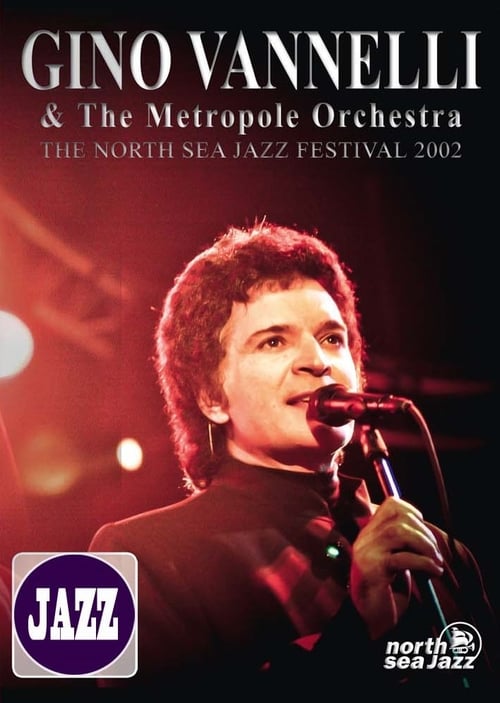 GINO VANNELLI
& The Metropole Orchestra
THE NORTH SEA JAZZ FESTIVAL 2002
JAZZ
north
sea Jazz